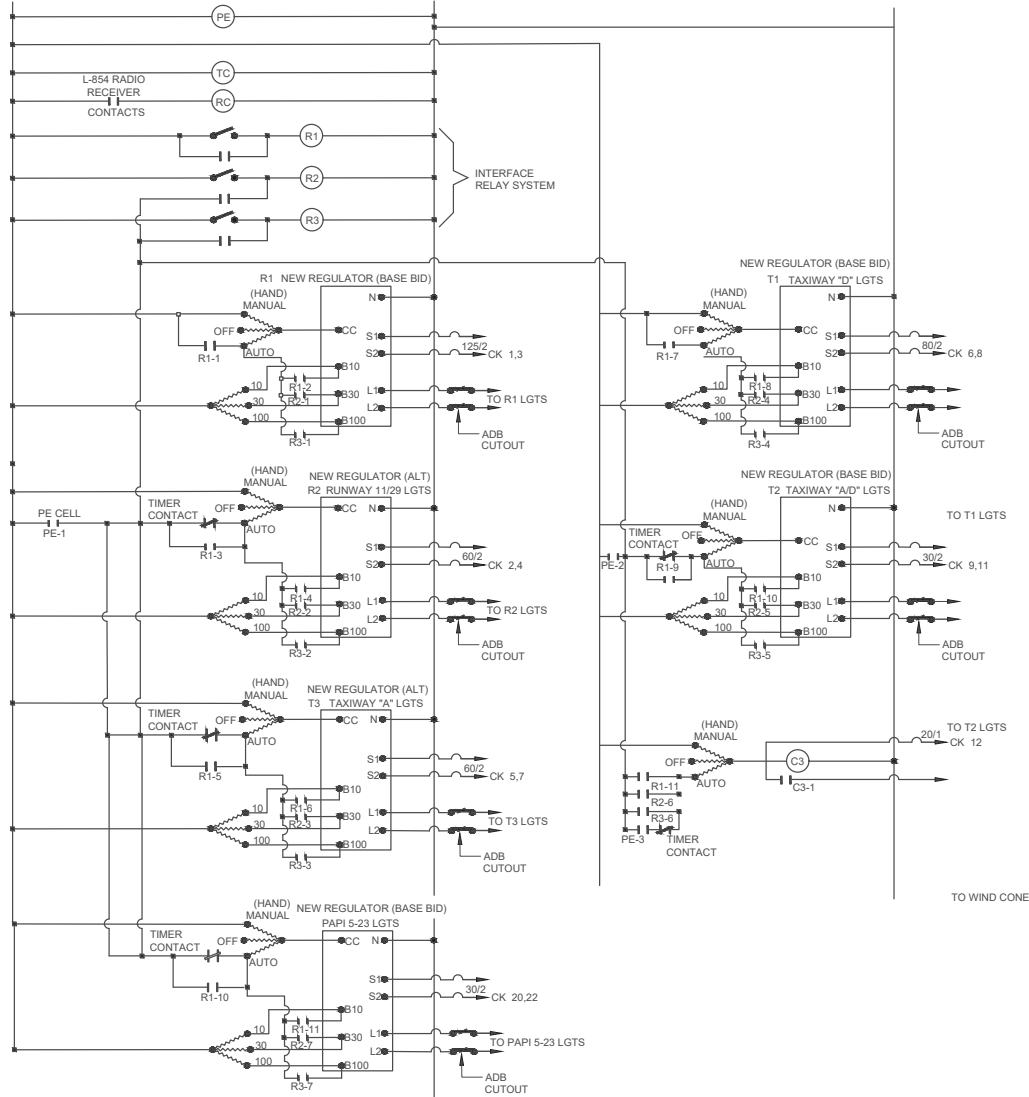 PE
TC
L-854 RADIO
RECEIVER
CONTACTS
RC
R1
R2
R3
INTERFACE
RELAY SYSTEM
R1 NEW REGULATOR (BASE BID)
(HAND)
MANUAL
OFF
AUTO
R1-1
CC
N
S1
S2
125/2
CK 1,3
B10
B30
B100
10
30
100
R1-2
R2-1
R3-1
L1
L2
TO R1 LGTS
ADB
CUTOUT
NEW REGULATOR (ALT)
R2 RUNWAY 11/29 LGTS
(HAND)
MANUAL
TIMER
CONTACT
OFF
AUTO
PE CELL
PE-1
R1-3
CC
N
S1
S2
60/2
CK 2,4
B10
B30
B100
10
30
100
R1-4
R2-2
R3-2
L1
L2
TO R2 LGTS
ADB
CUTOUT
NEW REGULATOR (ALT)
T3 TAXIWAY "A" LGTS
(HAND)
MANUAL
TIMER
CONTACT
OFF
AUTO
R1-5
CC
N
S1
S2
60/2
CK 5,7
B10
B30
B100
10
30
100
R1-6
R2-3
R3-3
L1
L2
TO T3 LGTS
ADB
CUTOUT
NEW REGULATOR (BASE BID)
PAPI 5-23 LGTS
(HAND)
MANUAL
TIMER
CONTACT
OFF
AUTO
R1-10
CC
N
S1
S2
30/2
CK 20,22
B10
B30
B100
10
30
100
R1-11
R2-7
R3-7
L1
L2
TO PAPI 5-23 LGTS
ADB
CUTOUT
NEW REGULATOR (BASE BID)
T1 TAXIWAY "D" LGTS
(HAND)
MANUAL
OFF
AUTO
R1-7
CC
N
S1
S2
80/2
CK 6,8
B10
B30
B100
10
30
100
R1-8
R2-4
R3-4
L1
L2
ADB
CUTOUT
NEW REGULATOR (BASE BID)
T2 TAXIWAY "A/D" LGTS
TO T1 LGTS
(HAND)
MANUAL
TIMER
CONTACT
OFF
AUTO
PE-2
R1-9
CC
N
S1
S2
30/2
CK 9,11
B10
B30
B100
10
30
100
R1-10
R2-5
R3-5
L1
L2
ADB
CUTOUT
(HAND)
MANUAL
OFF
AUTO
TO T2 LGTS
20/1
CK 12
C3
C3-1
R1-11
R2-6
R3-6
PE-3
TIMER
CONTACT
TO WIND CONE